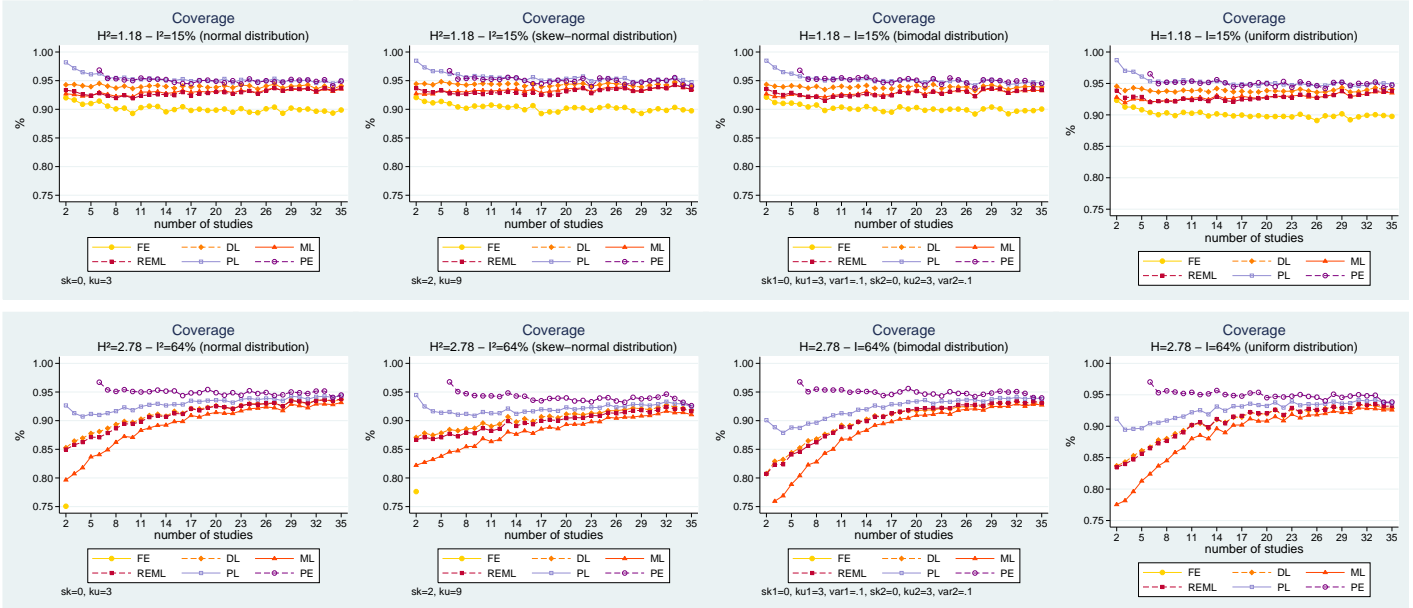 Coverage
H²=1.18 – I²=15% (normal distribution)
%
1.00
0.95
0.90
0.85
0.80
0.75
2 5 8 11 14 17 20 23 26 29 32 35
number of studies
FE DL ML
REML PL PE
sk=0, ku=3
Coverage
H²=1.18 – I²=15% (skew–normal distribution)
%
1.00
0.95
0.90
0.85
0.80
0.75
2 5 8 11 14 17 20 23 26 29 32 35
number of studies
FE DL ML
REML PL PE
sk=2, ku=9
Coverage
H=1.18 – I=15% (bimodal distribution)
%
1.00
0.95
0.90
0.85
0.80
0.75
2 5 8 11 14 17 20 23 26 29 32 35
number of studies
FE DL ML
REML PL PE
sk1=0, ku1=3, var1=.1, sk2=0, ku2=3, var2=.1
Coverage
H=1.18 – I=15% (uniform distribution)
%
1.00
0.95
0.90
0.85
0.80
0.75
2 5 8 11 14 17 20 23 26 29 32 35
number of studies
FE DL ML
REML PL PE
Coverage
H²=2.78 – I²=64% (normal distribution)
%
1.00
0.95
0.90
0.85
0.80
0.75
2 5 8 11 14 17 20 23 26 29 32 35
number of studies
FE DL ML
REML PL PE
sk=0, ku=3
Coverage
H²=2.78 – I²=64% (skew–normal distribution)
%
1.00
0.95
0.90
0.85
0.80
0.75
2 5 8 11 14 17 20 23 26 29 32 35
number of studies
FE DL ML
REML PL PE
sk=2, ku=9
Coverage
H=2.78 – I=64% (bimodal distribution)
%
1.00
0.95
0.90
0.85
0.80
0.75
2 5 8 11 14 17 20 23 26 29 32 35
number of studies
FE DL ML
REML PL PE
sk1=0, ku1=3, var1=.1, sk2=0, ku2=3, var2=.1
Coverage
H=2.78 – I=64% (uniform distribution)
%
1.00
0.95
0.90
0.85
0.80
0.75
2 5 8 11 14 17 20 23 26 29 32 35
number of studies
FE DL ML
REML PL PE